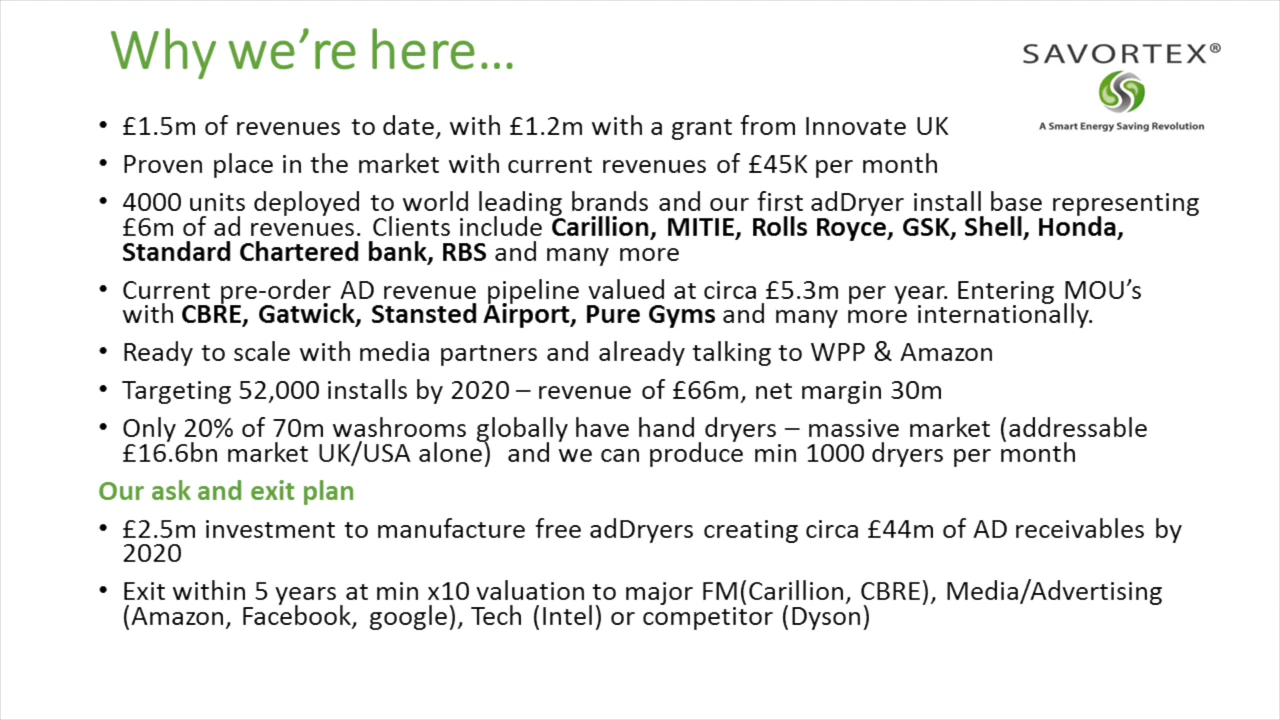 Why we’re here…
SAVORTEX®
A Smart Energy Saving Revolution
• £1.5m of revenues to date, with £1.2m with a grant from Innovate UK
• Proven place in the market with current revenues of £45K per month
• 4000 units deployed to world leading brands and our first adDryer install base representing
£6m of ad revenues. Clients include Carillion, MITIE, Rolls Royce, GSK, Shell, Honda,
Standard Chartered bank, RBS and many more
• Current pre-order AD revenue pipeline valued at circa £5.3m per year. Entering MOU’s
with CBRE, Gatwick, Stansted Airport, Pure Gyms and many more internationally.
• Ready to scale with media partners and already talking to WPP & Amazon
• Targeting 52,000 installs by 2020 – revenue of £66m, net margin 30m
• Only 20% of 70m washrooms globally have hand dryers – massive market (addressable
£16.6bn market UK/USA alone)  and we can produce min 1000 dryers per month
Our ask and exit plan
• £2.5m investment to manufacture free adDryers creating circa £44m of AD receivables by
2020
• Exit within 5 years at min x10 valuation to major FM(Carillion, CBRE), Media/Advertising
(Amazon, Facebook, google), Tech (Intel) or competitor (Dyson)